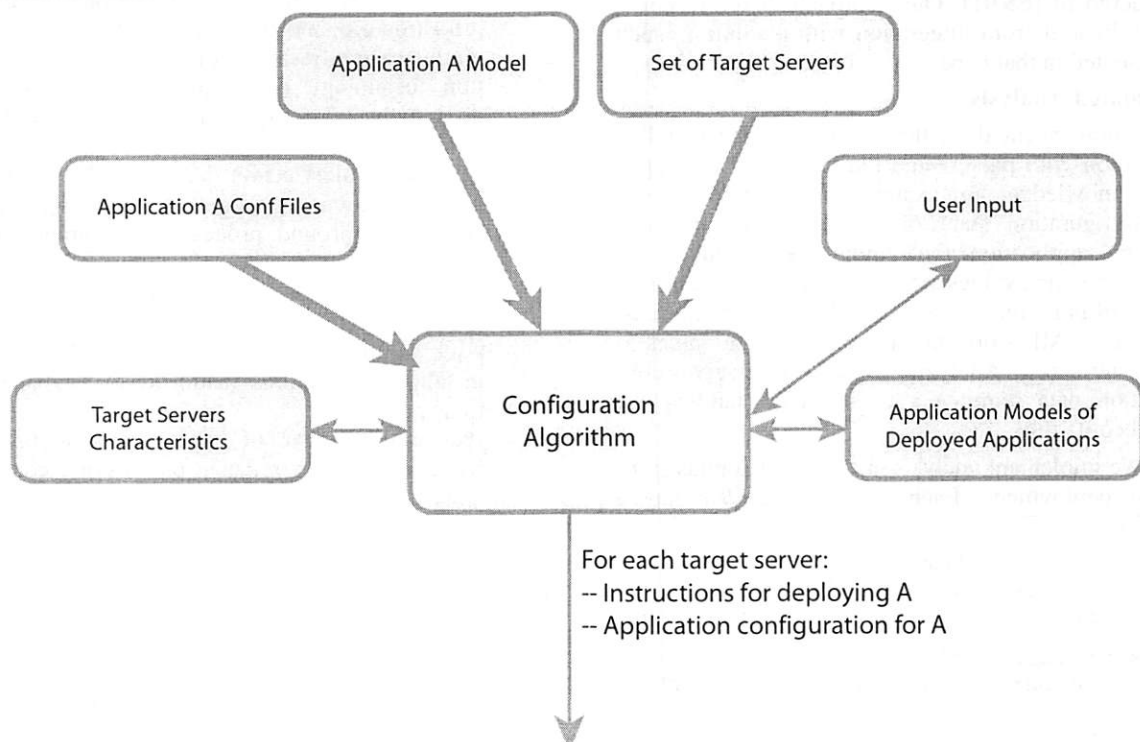 Application A Model
Set of Target Servers
Application A Conf Files
User Input
Target Servers
Characteristics
Configuration
Algorithm
Application Models of
Deployed Applications
For each target server:
-- Instructions for deploying A
-- Application configuration for A